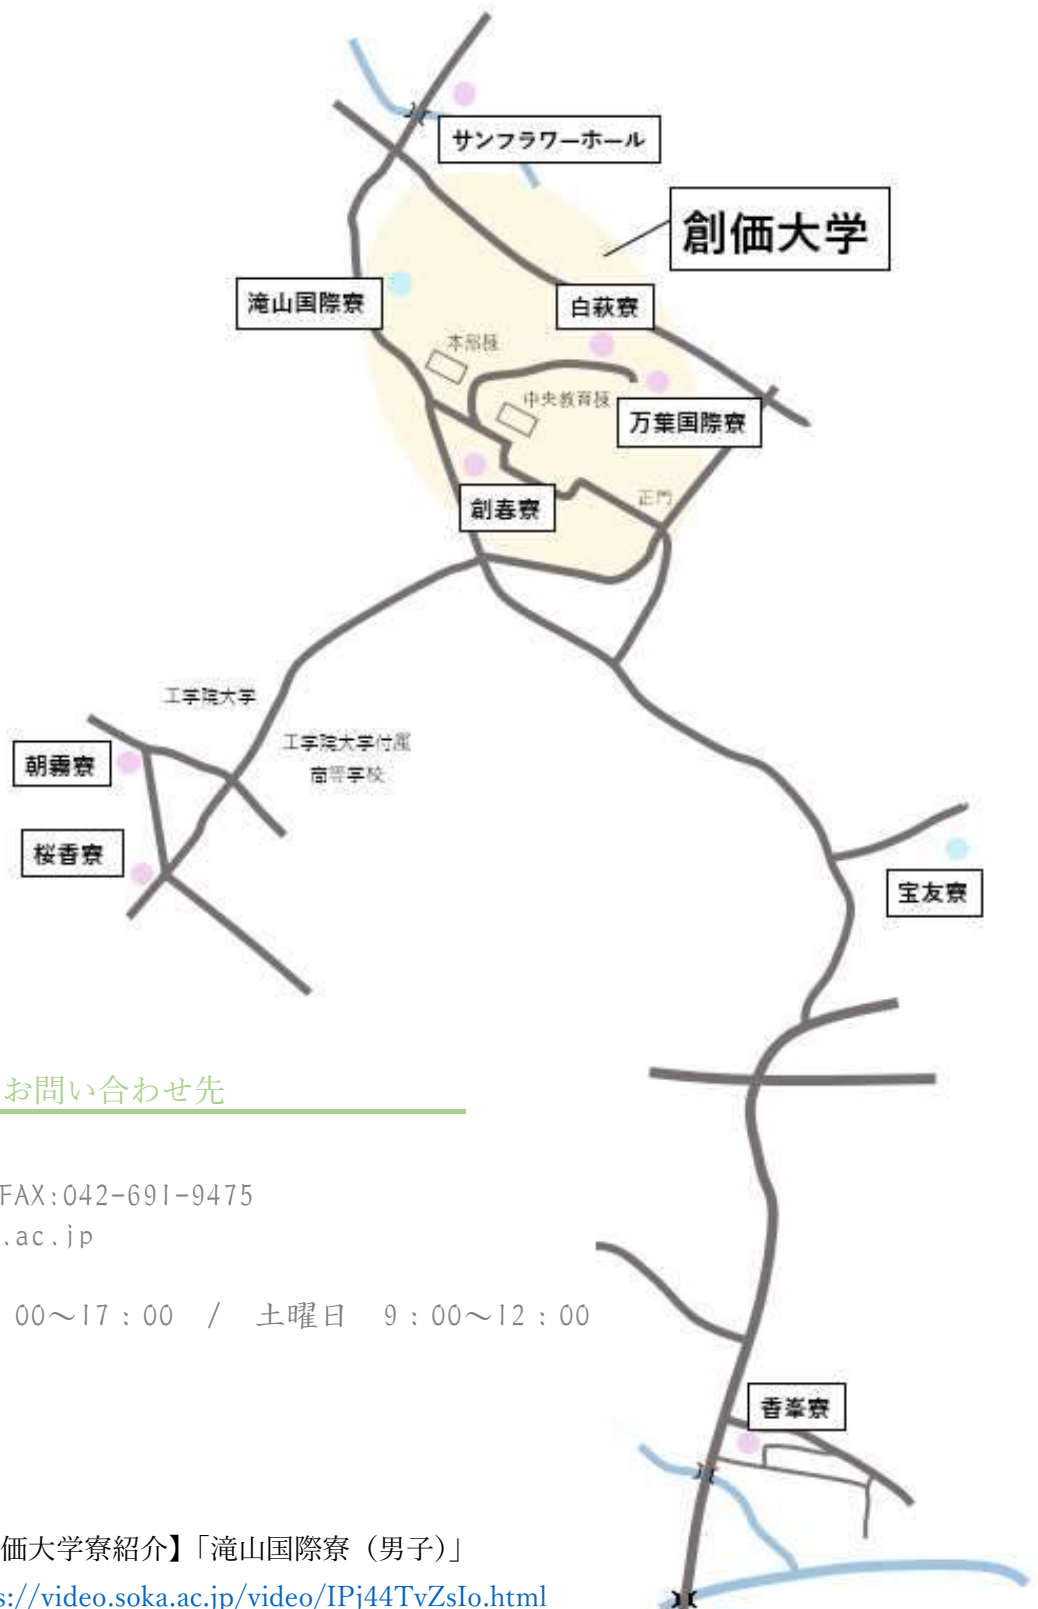 サンフラワーホール
創価大学
滝山国際寮
白萩寮
本部棟
中央教育棟
万葉国際寮
創春寮
正門
工学院大学
工学院大学付属
高等学校
朝霧寮
桜香寮
宝友寮
お問い合わせ先
FAX:042-691-9475
.ac.jp
00～17：00 / 土曜日 9：00～12：00
香峯寮
価大学寮紹介】「滝山国際寮（男子）」
s://video.soka.ac.jp/video/IPj44TvZsIo.html